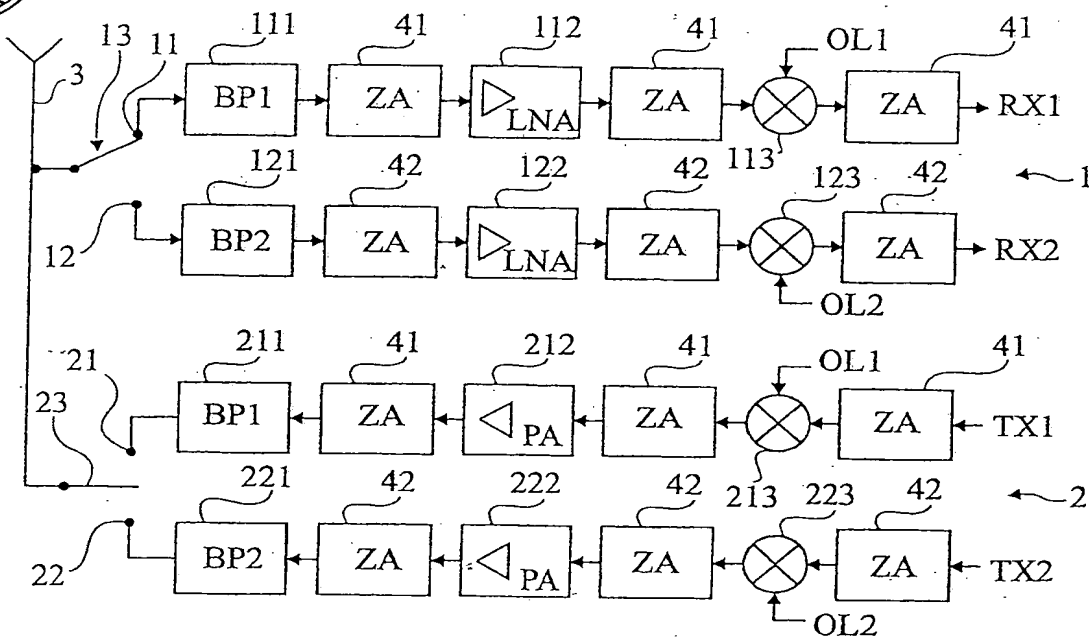 111 41 112 41 OL1 41
3 13 11
BP1 ZA LNA ZA ZA RX1
113
121 42 122 42 123 42 1
12 BP2 ZA LNA ZA ZA RX2
OL2
211 41 212 41 OL1 41
21
23 BP1 ZA PA ZA ZA TX1
213
221 42 222 42 223 42 2
22 BP2 ZA PA ZA ZA TX2
OL2